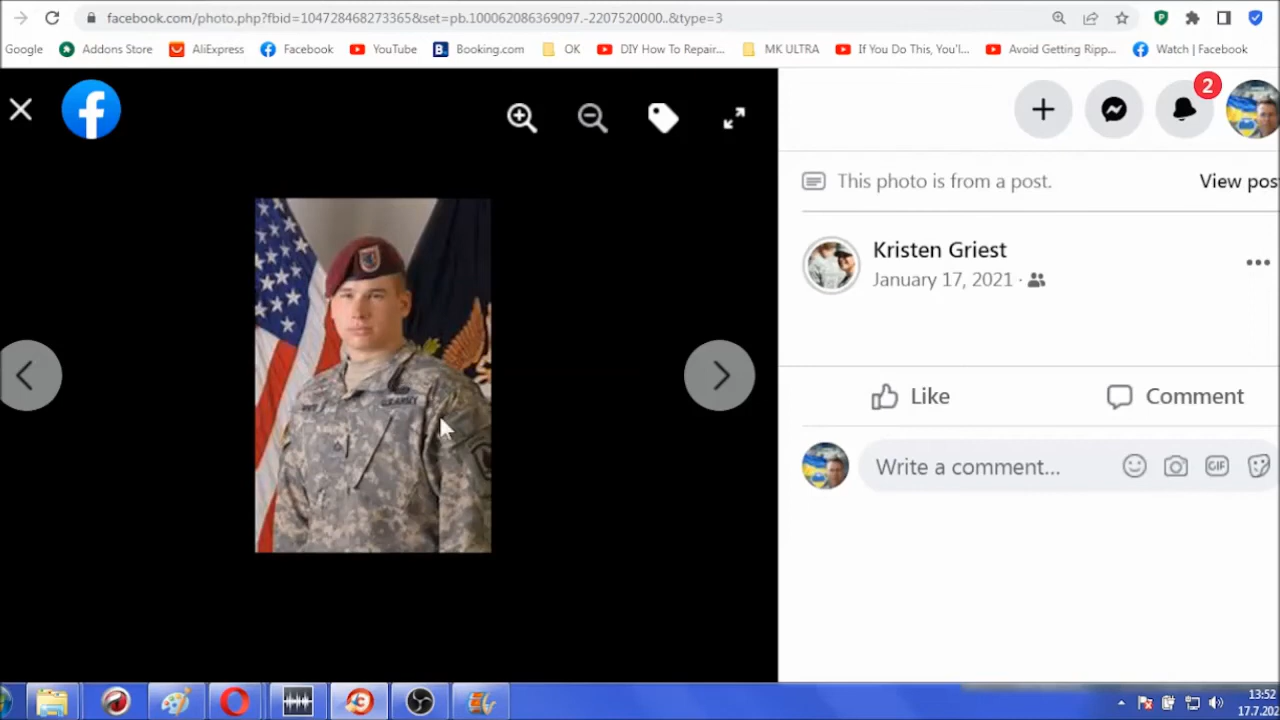 facebook.com/photo.php?fbid=104728468273365&set=pb.100062086369097.-2207520000..&type=3
Google Addons Store AliExpress Facebook YouTube Booking.com OK DIY How To Repair... MK ULTRA If You Do This, You'l... Avoid Getting Ripp... Watch | Facebook
2
This photo is from a post.
View pos
Kristen Griest
January 17, 2021 ·
U.S. ARMY
Like
Comment
Write a comment...
GIF
13:52
17.7.202